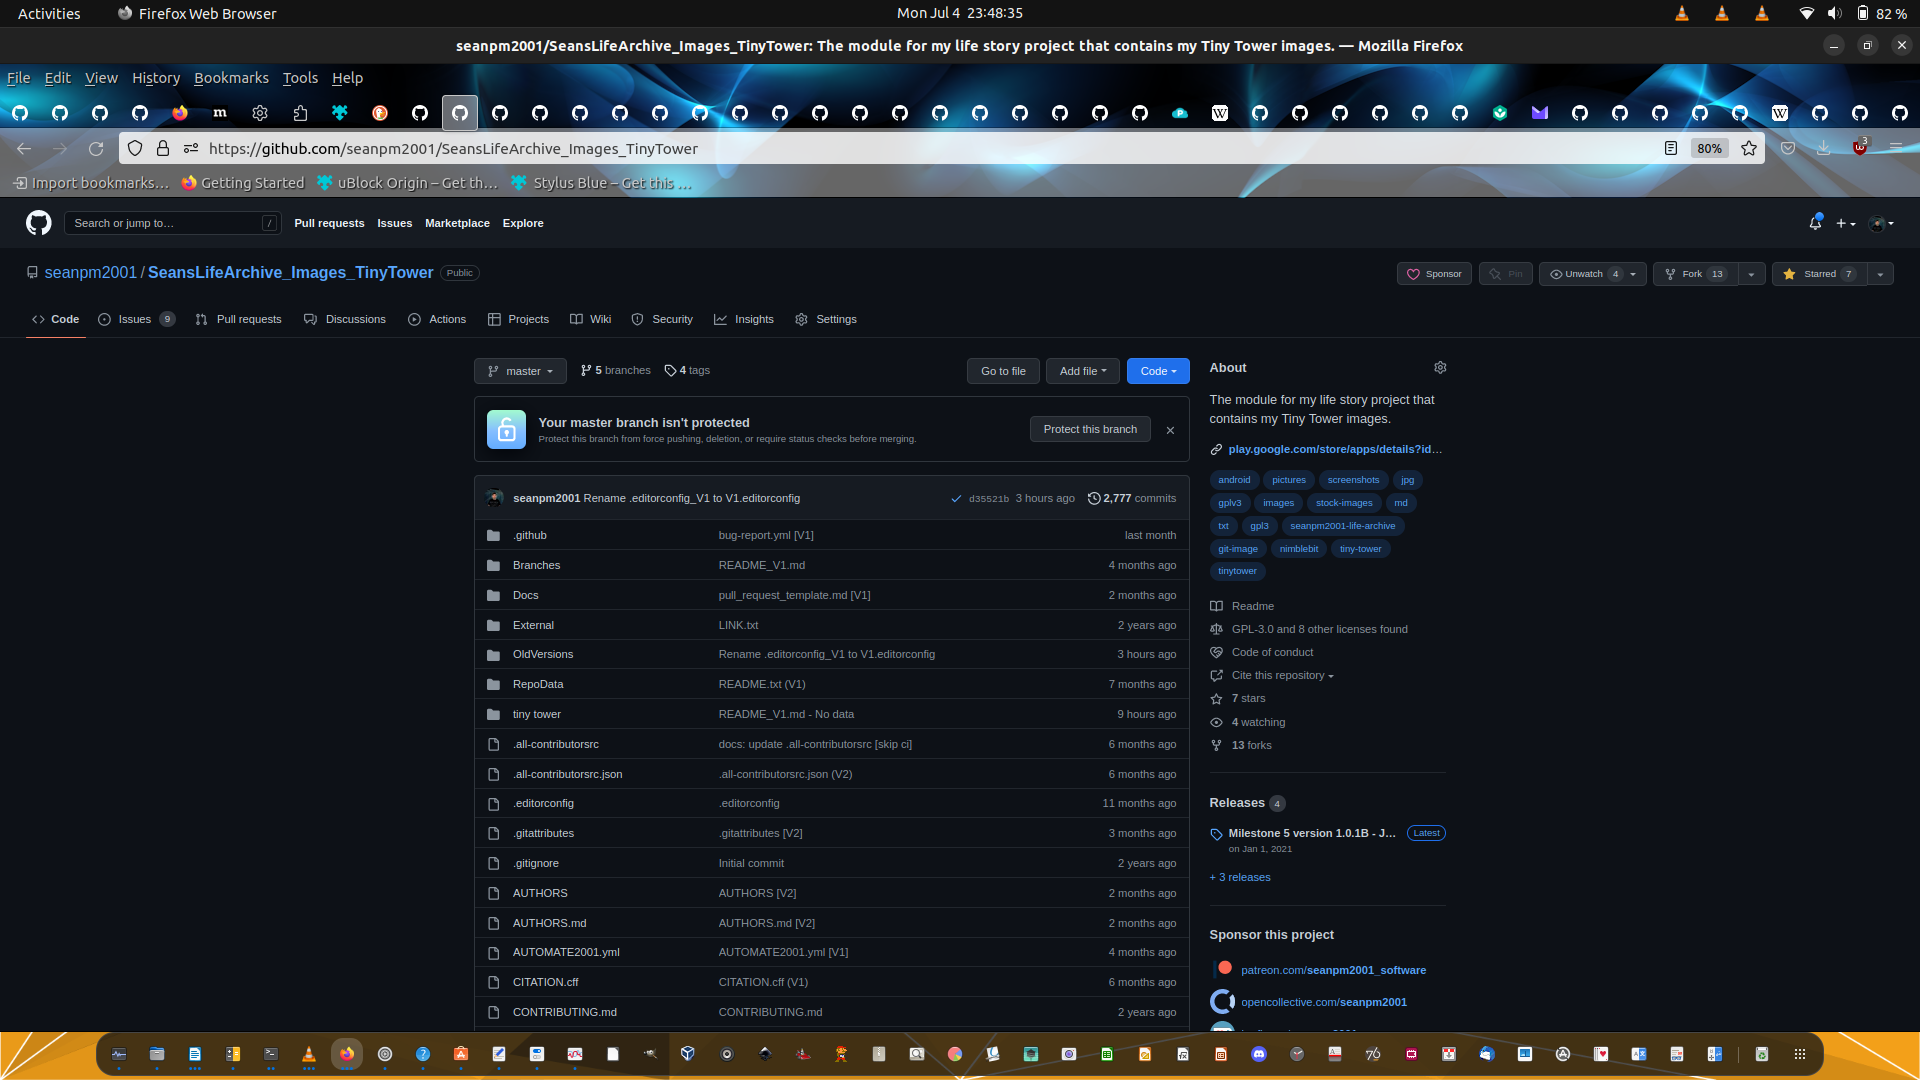 Activities
Firefox Web Browser
Mon Jul 4 23:48:35
82 %
seanpm2001/SeansLifeArchive_Images_TinyTower: The module for my life story project that contains my Tiny Tower images. — Mozilla Firefox
File Edit View History Bookmarks Tools Help
https://github.com/seanpm2001/SeansLifeArchive_Images_TinyTower
80%
3
Import bookmarks…
Getting Started
uBlock Origin – Get th…
Stylus Blue – Get this …
Search or jump to…
/
Pull requests
Issues
Marketplace
Explore
seanpm2001 / SeansLifeArchive_Images_TinyTower
Public
Sponsor
Pin
Unwatch 4
Fork 13
Starred 7
Code
Issues 9
Pull requests
Discussions
Actions
Projects
Wiki
Security
Insights
Settings
master
5 branches
4 tags
Go to file
Add file
Code
Your master branch isn't protected
Protect this branch from force pushing, deletion, or require status checks before merging.
Protect this branch
seanpm2001 Rename .editorconfig_V1 to V1.editorconfig
d35521b 3 hours ago
2,777 commits
.github bug-report.yml [V1] last month
Branches README_V1.md 4 months ago
Docs pull_request_template.md [V1] 2 months ago
External LINK.txt 2 years ago
OldVersions Rename .editorconfig_V1 to V1.editorconfig 3 hours ago
RepoData README.txt (V1) 7 months ago
tiny tower README_V1.md - No data 9 hours ago
.all-contributorsrc docs: update .all-contributorsrc [skip ci] 6 months ago
.all-contributorsrc.json .all-contributorsrc.json (V2) 6 months ago
.editorconfig .editorconfig 11 months ago
.gitattributes .gitattributes [V2] 3 months ago
.gitignore Initial commit 2 years ago
AUTHORS AUTHORS [V2] 2 months ago
AUTHORS.md AUTHORS.md [V2] 2 months ago
AUTOMATE2001.yml AUTOMATE2001.yml [V1] 4 months ago
CITATION.cff CITATION.cff (V1) 6 months ago
CONTRIBUTING.md CONTRIBUTING.md 2 years ago
About
The module for my life story project that
contains my Tiny Tower images.
play.google.com/store/apps/details?id…
android pictures screenshots jpg
gplv3 images stock-images md
txt gpl3 seanpm2001-life-archive
git-image nimblebit tiny-tower
tinytower
Readme
GPL-3.0 and 8 other licenses found
Code of conduct
Cite this repository
7 stars
4 watching
13 forks
Releases 4
Milestone 5 version 1.0.1B - J…
Latest
on Jan 1, 2021
+ 3 releases
Sponsor this project
patreon.com/seanpm2001_software
opencollective.com/seanpm2001